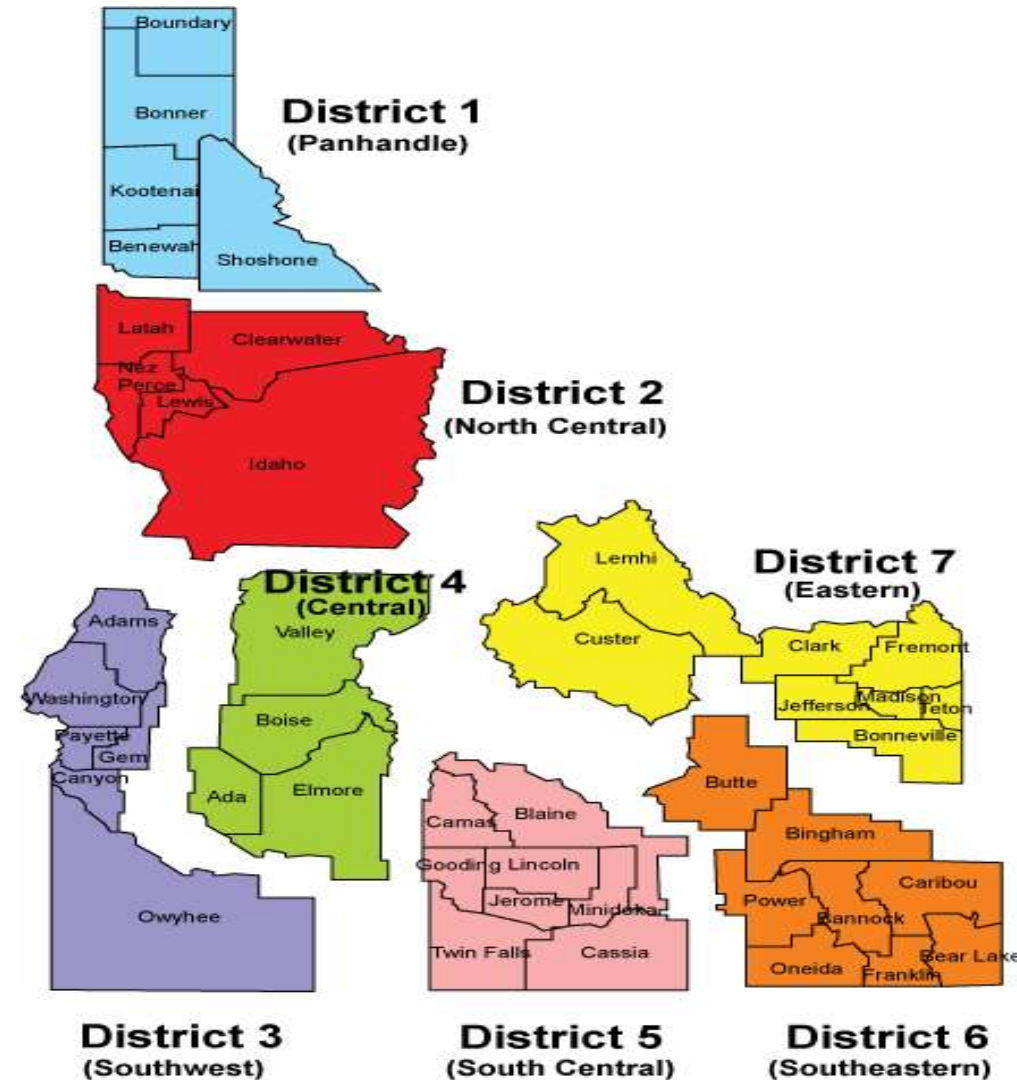 Boundary
Bonner
Kootenai
Benewah
Shoshone
District 1
(Panhandle)
Latah
Clearwater
Nez
Perce
Lewis
Idaho
District 2
(North Central)
District 4
(Central)
Valley
Boise
Ada
Elmore
Lemhi
Custer
Clark
Fremont
Jefferson
Madison
Teton
Bonneville
District 7
(Eastern)
Adams
Washington
Payette
Gem
Canyon
Owyhee
District 3
(Southwest)
Camas
Blaine
Gooding
Lincoln
Jerome
Minidoka
Twin Falls
Cassia
District 5
(South Central)
Butte
Bingham
Power
Bannock
Caribou
Oneida
Franklin
Bear Lake
District 6
(Southeastern)